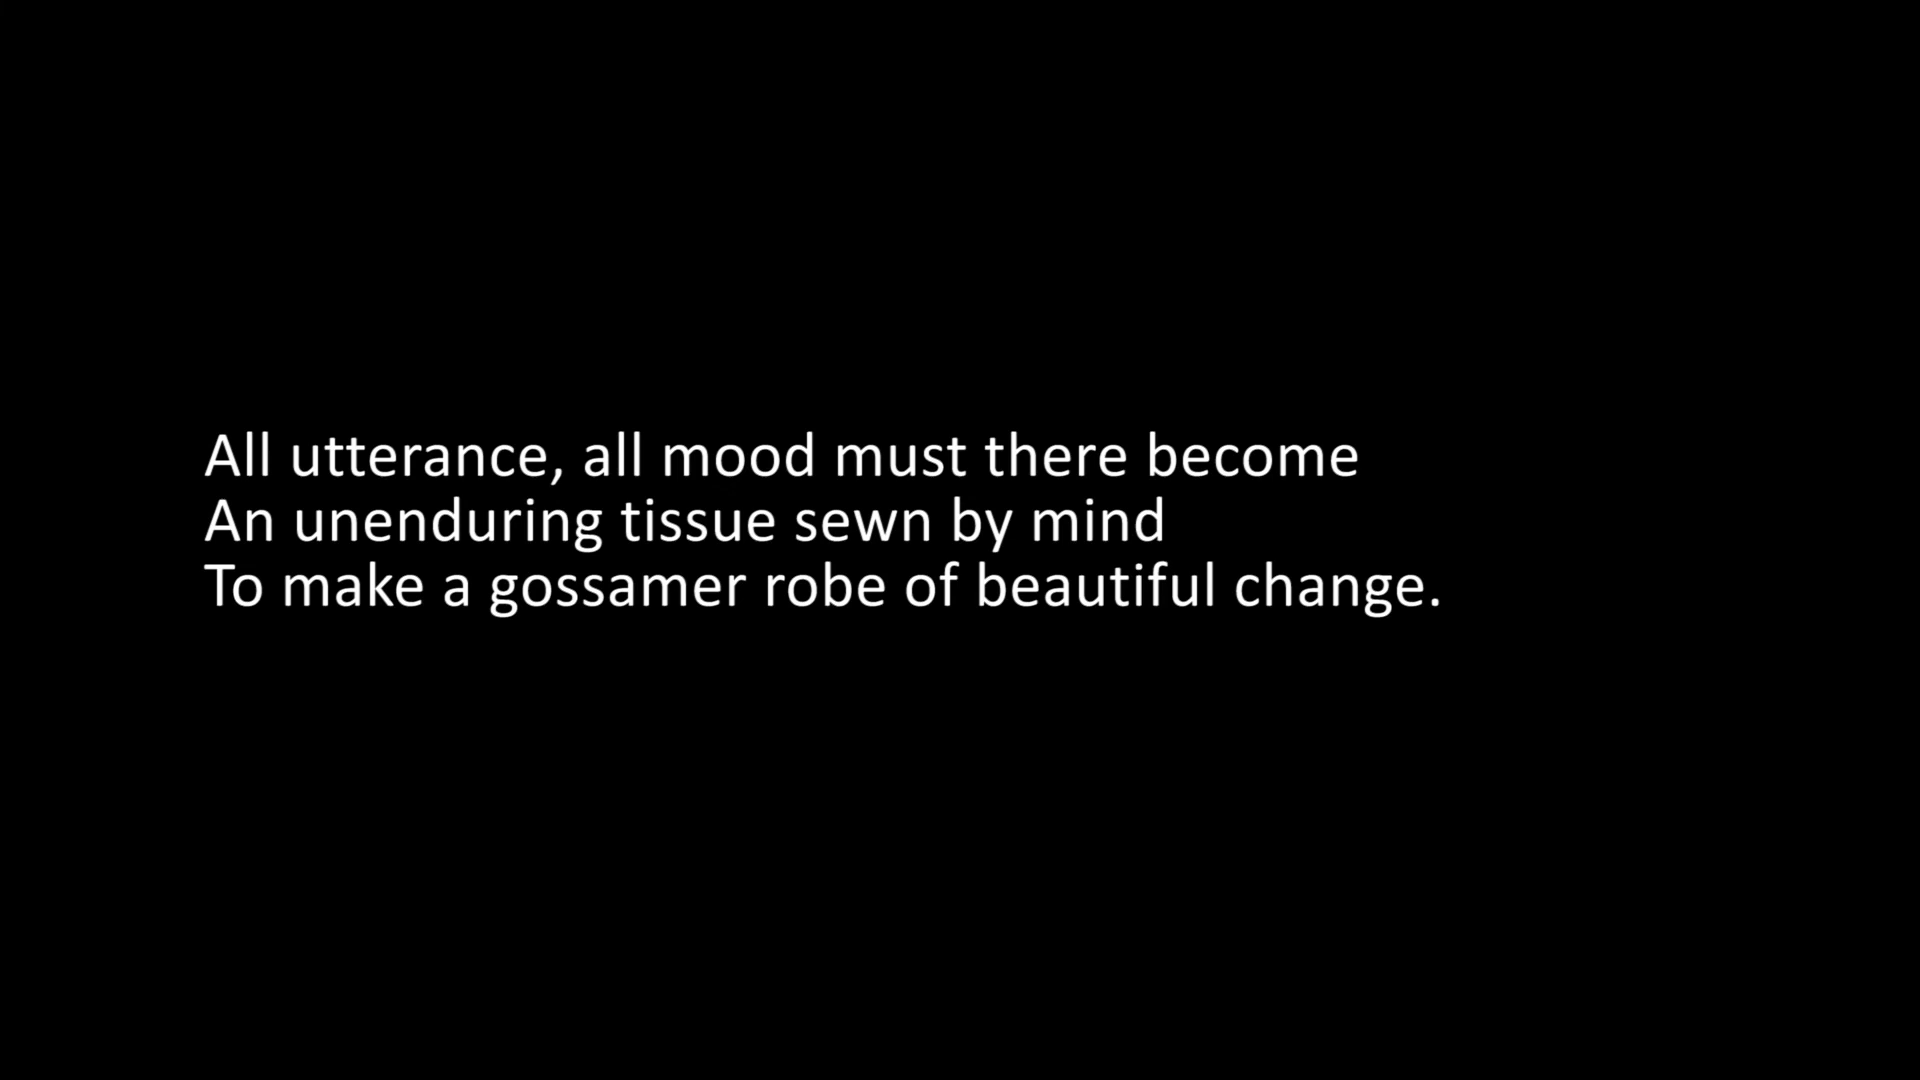 All utterance, all mood must there become
An unenduring tissue sewn by mind
To make a gossamer robe of beautiful change.